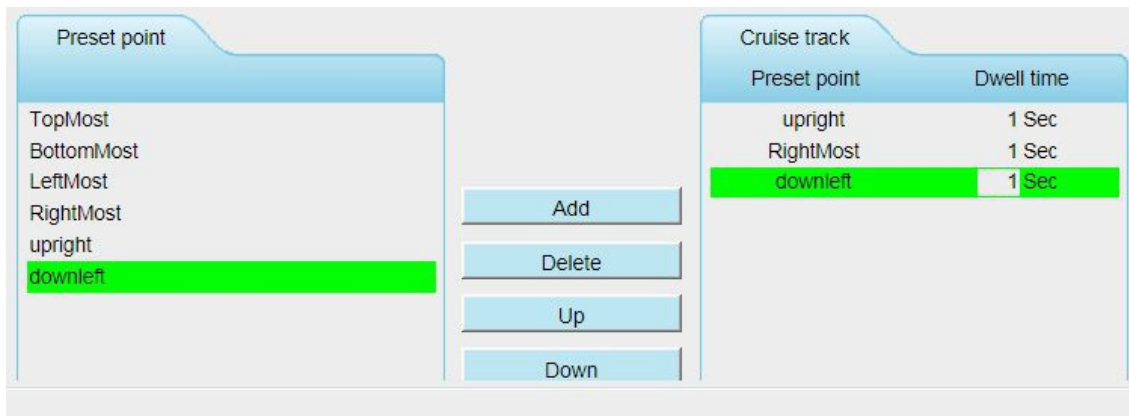 Preset point
TopMost
BottomMost
LeftMost
RightMost
upright
downleft
Add
Delete
Up
Down
Cruise track
Preset point Dwell time
upright 1 Sec
RightMost 1 Sec
downleft 1 Sec